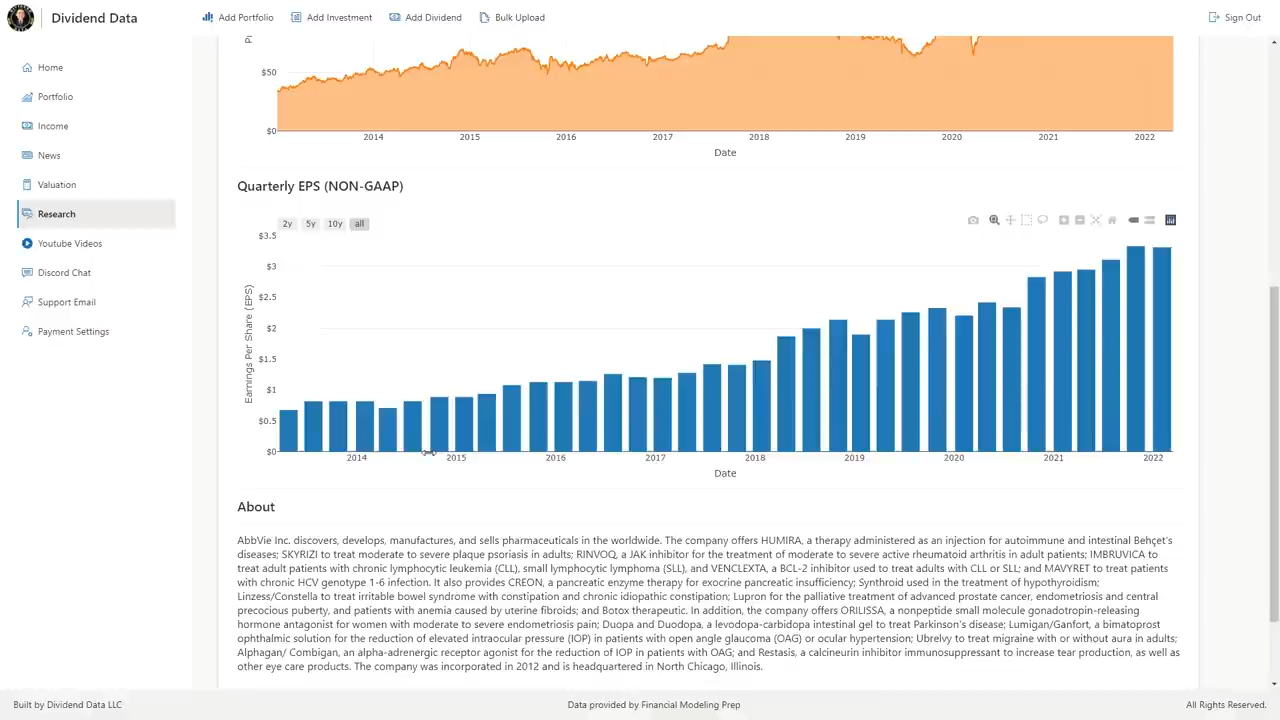 Dividend Data
Add Portfolio
Add Investment
Add Dividend
Bulk Upload
Sign Out
Home
Portfolio
Income
News
Valuation
Research
Youtube Videos
Discord Chat
Support Email
Payment Settings
$50
$0
2014 2015 2016 2017 2018 2019 2020 2021 2022
Date
Quarterly EPS (NON-GAAP)
2y 5y 10y all
Earnings Per Share (EPS)
$3.5
$3
$2.5
$2
$1.5
$1
$0.5
$0
2014 2015 2016 2017 2018 2019 2020 2021 2022
Date
About
AbbVie Inc. discovers, develops, manufactures, and sells pharmaceuticals in the worldwide. The company offers HUMIRA, a therapy administered as an injection for autoimmune and intestinal Behçet's
diseases; SKYRIZI to treat moderate to severe plaque psoriasis in adults; RINVOQ, a JAK inhibitor for the treatment of moderate to severe active rheumatoid arthritis in adult patients; IMBRUVICA to
treat adult patients with chronic lymphocytic leukemia (CLL), small lymphocytic lymphoma (SLL), and VENCLEXTA, a BCL-2 inhibitor used to treat adults with CLL or SLL; and MAVYRET to treat patients
with chronic HCV genotype 1-6 infection. It also provides CREON, a pancreatic enzyme therapy for exocrine pancreatic insufficiency; Synthroid used in the treatment of hypothyroidism;
Linzess/Constella to treat irritable bowel syndrome with constipation and chronic idiopathic constipation; Lupron for the palliative treatment of advanced prostate cancer, endometriosis and central
precocious puberty, and patients with anemia caused by uterine fibroids; and Botox therapeutic. In addition, the company offers ORILISSA, a nonpeptide small molecule gonadotropin-releasing
hormone antagonist for women with moderate to severe endometriosis pain; Duopa and Duodopa, a levodopa-carbidopa intestinal gel to treat Parkinson's disease; Lumigan/Ganfort, a bimatoprost
ophthalmic solution for the reduction of elevated intraocular pressure (IOP) in patients with open angle glaucoma (OAG) or ocular hypertension; Ubrelvy to treat migraine with or without aura in adults;
Alphagan/ Combigan, an alpha-adrenergic receptor agonist for the reduction of IOP in patients with OAG; and Restasis, a calcineurin inhibitor immunosuppressant to increase tear production, as well as
other eye care products. The company was incorporated in 2012 and is headquartered in North Chicago, Illinois.
Built by Dividend Data LLC
Data provided by Financial Modeling Prep
All Rights Reserved.